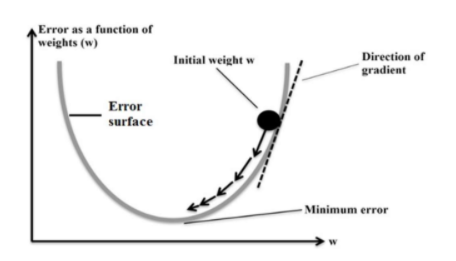 Error as a function of
weights (w)
Initial weight w
Direction of
gradient
Error
surface
Minimum error
w